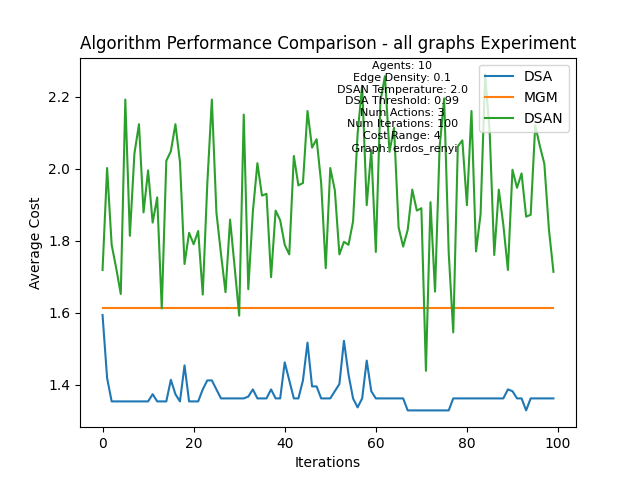 Algorithm Performance Comparison - all graphs Experiment
Agents: 10
Edge Density: 0.1
DSAN Temperature: 2.0
DSA Threshold: 0.99
Num Actions: 3
Num Iterations: 100
Cost Range: 4
Graph: erdos_renyi
DSA
MGM
DSAN
Average Cost
2.2
2.0
1.8
1.6
1.4
0
20
40
60
80
100
Iterations